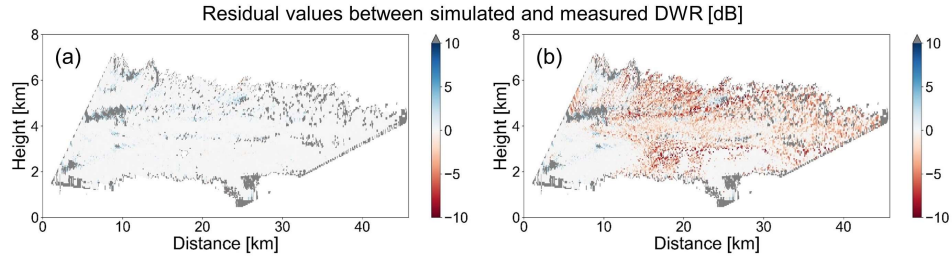 Residual values between simulated and measured DWR [dB]
(a)
Height [km]
8
6
4
2
0
0 10 20 30 40
Distance [km]
10
5
0
−5
−10
(b)
Height [km]
8
6
4
2
0
0 10 20 30 40
Distance [km]
10
5
0
−5
−10